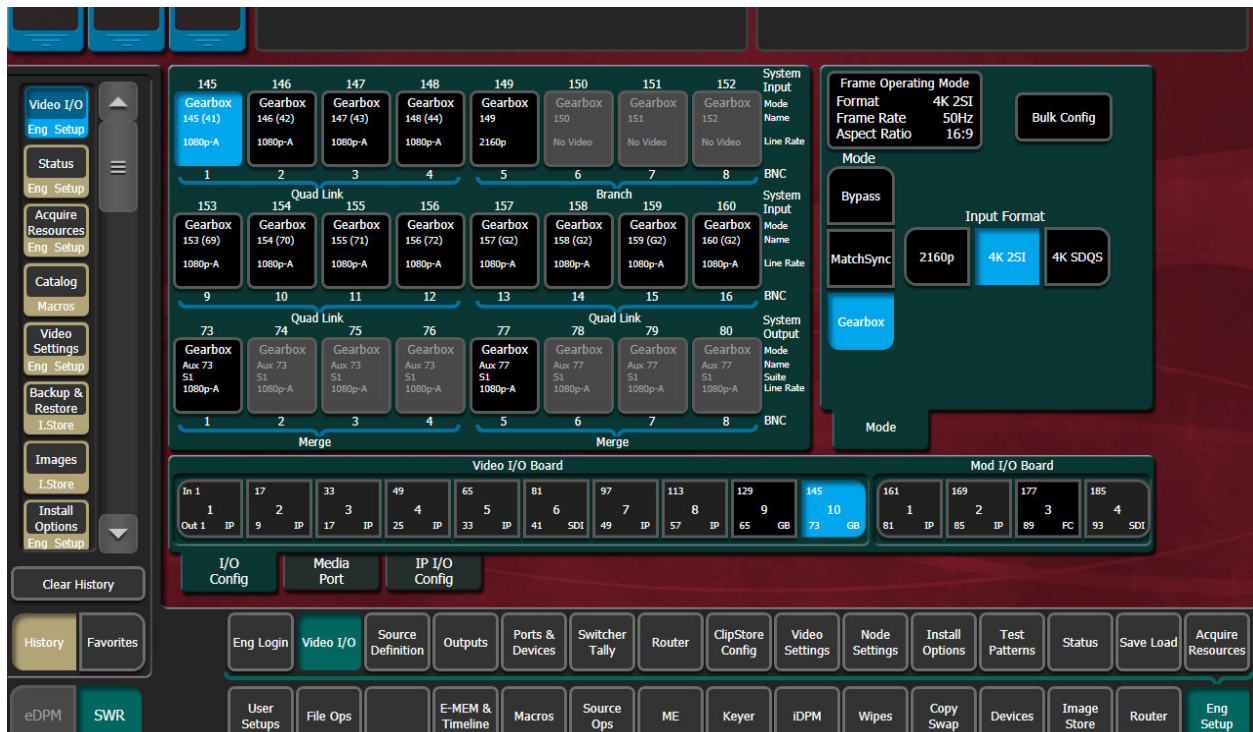 Video I/O
Eng Setup
Status
Eng Setup
Acquire
Resources
Eng Setup
Catalog
Macros
Video
Settings
Eng Setup
Backup &
Restore
I.Store
Images
I.Store
Install
Options
Eng Setup
Clear History
History Favorites
eDPM SWR
145 146 147 148 149 150 151 152 System Input
Gearbox Gearbox Gearbox Gearbox Gearbox Gearbox Gearbox Gearbox Mode
145 (41) 146 (42) 147 (43) 148 (44) 149 150 151 152 Name
1080p-A 1080p-A 1080p-A 1080p-A 2160p No Video No Video No Video Line Rate
1 2 3 4 5 6 7 8 BNC
Quad Link Branch
153 154 155 156 157 158 159 160 System Input
Gearbox Gearbox Gearbox Gearbox Gearbox Gearbox Gearbox Gearbox Mode
153 (69) 154 (70) 155 (71) 156 (72) 157 (G2) 158 (G2) 159 (G2) 160 (G2) Name
1080p-A 1080p-A 1080p-A 1080p-A 1080p-A 1080p-A 1080p-A 1080p-A Line Rate
9 10 11 12 13 14 15 16 BNC
Quad Link Quad Link
73 74 75 76 77 78 79 80 System Output
Gearbox Gearbox Gearbox Gearbox Gearbox Gearbox Gearbox Gearbox Mode
Aux 73 Aux 73 Aux 73 Aux 73 Aux 77 Aux 77 Aux 77 Aux 77 Name
S1 S1 S1 S1 S1 S1 S1 S1 Suite
1080p-A 1080p-A 1080p-A 1080p-A 1080p-A 1080p-A 1080p-A 1080p-A Line Rate
1 2 3 4 5 6 7 8 BNC
Merge Merge
Frame Operating Mode
Format 4K 2SI
Frame Rate 50Hz
Aspect Ratio 16:9
Bulk Config
Mode
Bypass
MatchSync
Gearbox
Input Format
2160p 4K 2SI 4K SDQS
Mode
Video I/O Board
In 1 17 33 49 65 81 97 113 129 145
1 2 3 4 5 6 7 8 9 10
Out 1 IP 9 IP 17 IP 25 IP 33 IP 41 SDI 49 IP 57 IP 65 GB 73 GB
Mod I/O Board
161 169 177 185
1 2 3 4
81 IP 85 IP 89 FC 93 SDI
I/O
Config
Media
Port
IP I/O
Config
Eng Login
Video I/O
Source
Definition
Outputs
Ports &
Devices
Switcher
Tally
Router
ClipStore
Config
Video
Settings
Node
Settings
Install
Options
Test
Patterns
Status
Save Load
Acquire
Resources
User
Setups
File Ops
E-MEM &
Timeline
Macros
Source
Ops
ME
Keyer
iDPM
Wipes
Copy
Swap
Devices
Image
Store
Router
Eng
Setup